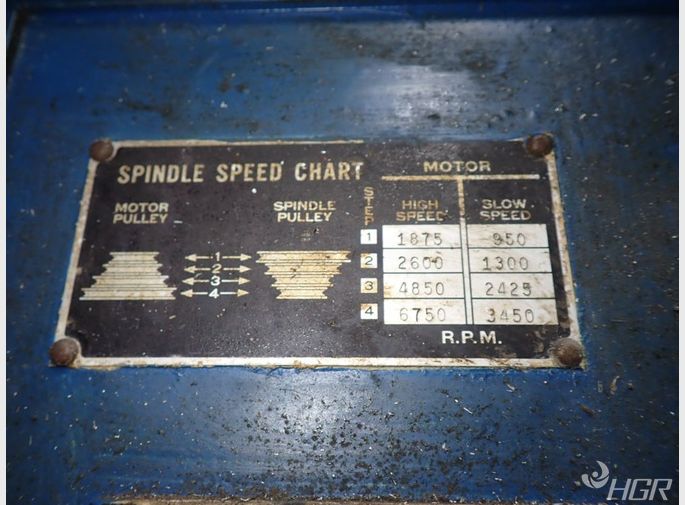 SPINDLE SPEED CHART
MOTOR PULLEY
SPINDLE PULLEY
1
2
3
4
STEP
MOTOR
HIGH SPEED
SLOW SPEED
1 1875 950
2 2600 1300
3 4850 2425
4 6750 3450
R.P.M.
HGR